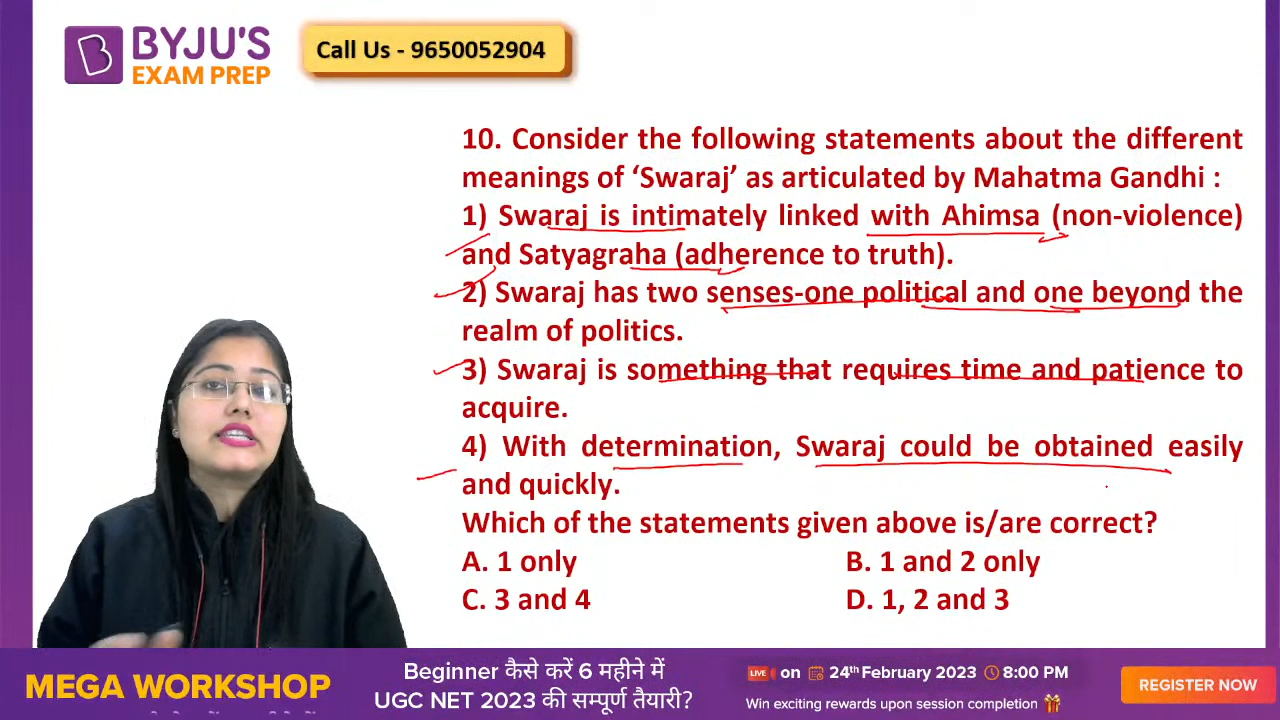 BYJU'S
EXAM PREP
Call Us - 9650052904
10. Consider the following statements about the different
meanings of ‘Swaraj’ as articulated by Mahatma Gandhi :
1) Swaraj is intimately linked with Ahimsa (non-violence)
and Satyagraha (adherence to truth).
2) Swaraj has two senses-one political and one beyond the
realm of politics.
3) Swaraj is something that requires time and patience to
acquire.
4) With determination, Swaraj could be obtained easily
and quickly.
Which of the statements given above is/are correct?
A. 1 only B. 1 and 2 only
C. 3 and 4 D. 1, 2 and 3
MEGA WORKSHOP
Beginner कैसे करें 6 महीने में
UGC NET 2023 की सम्पूर्ण तैयारी?
LIVE on 24th February 2023 8:00 PM
Win exciting rewards upon session completion
REGISTER NOW